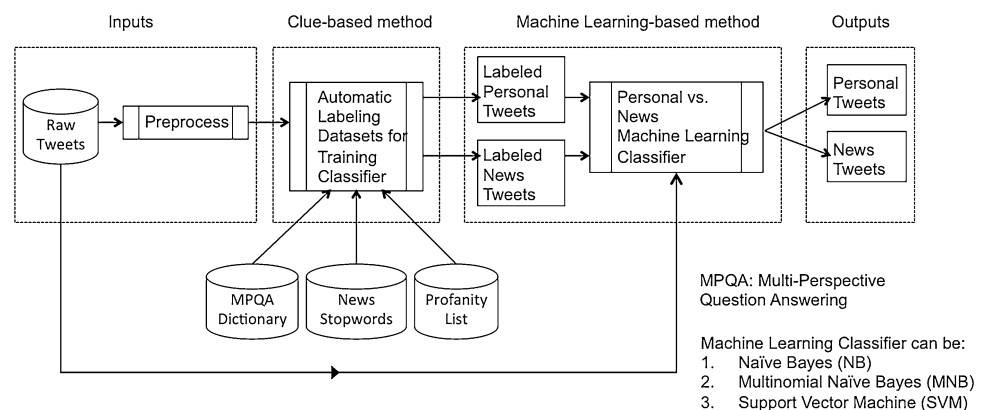 Inputs
Clue-based method
Machine Learning-based method
Outputs
Raw
Tweets
Preprocess
Automatic
Labeling
Datasets for
Training
Classifier
Labeled
Personal
Tweets
Labeled
News
Tweets
Personal vs.
News
Machine Learning
Classifier
Personal
Tweets
News
Tweets
MPQA
Dictionary
News
Stopwords
Profanity
List
MPQA: Multi-Perspective
Question Answering
Machine Learning Classifier can be:
1. Naïve Bayes (NB)
2. Multinomial Naïve Bayes (MNB)
3. Support Vector Machine (SVM)